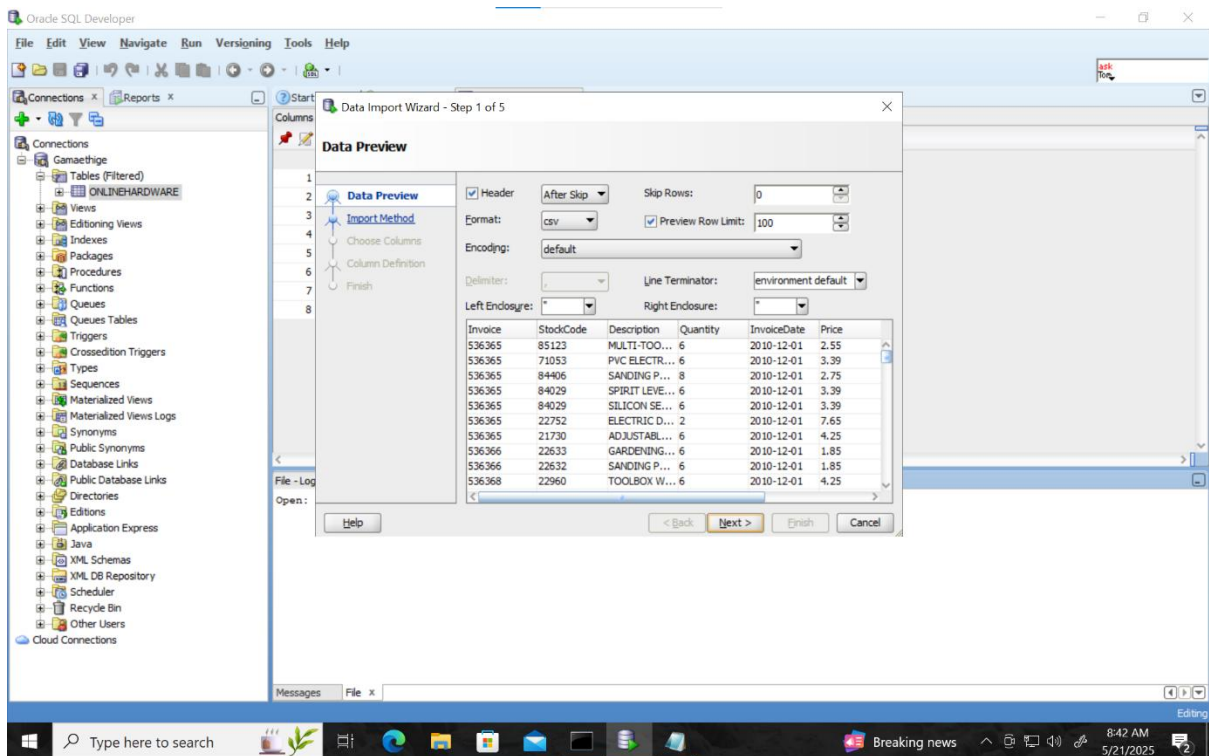 Oracle SQL Developer
File Edit View Navigate Run Versioning Tools Help
ask
Tom
Connections Reports
Start
Connections
Gamaethige
Tables (Filtered)
ONLINEHARDWARE
Views
Editioning Views
Indexes
Packages
Procedures
Functions
Queues
Queues Tables
Triggers
Crossedition Triggers
Types
Sequences
Materialized Views
Materialized Views Logs
Synonyms
Public Synonyms
Database Links
Public Database Links
Directories
Editions
Application Express
Java
XML Schemas
XML DB Repository
Scheduler
Recycle Bin
Other Users
Cloud Connections
Columns
1
2
3
4
5
6
7
8
Data Import Wizard - Step 1 of 5
Data Preview
Data Preview
Import Method
Choose Columns
Column Definition
Finish
Header After Skip Skip Rows: 0
Format: csv Preview Row Limit: 100
Encoding: default
Delimiter: , Line Terminator: environment default
Left Enclosure: " Right Enclosure: "
Invoice StockCode Description Quantity InvoiceDate Price
536365 85123 MULTI-TOO... 6 2010-12-01 2.55
536365 71053 PVC ELECTR... 6 2010-12-01 3.39
536365 84406 SANDING P... 8 2010-12-01 2.75
536365 84029 SPIRIT LEVE... 6 2010-12-01 3.39
536365 84029 SILICON SE... 6 2010-12-01 3.39
536365 22752 ELECTRIC D... 2 2010-12-01 7.65
536365 21730 ADJUSTABL... 6 2010-12-01 4.25
536366 22633 GARDENING... 6 2010-12-01 1.85
536366 22632 SANDING P... 6 2010-12-01 1.85
536368 22960 TOOLBOX W... 6 2010-12-01 4.25
Help < Back Next > Finish Cancel
File - Log
Open:
Messages File
Editing
Type here to search
Breaking news
8:42 AM
5/21/2025
2